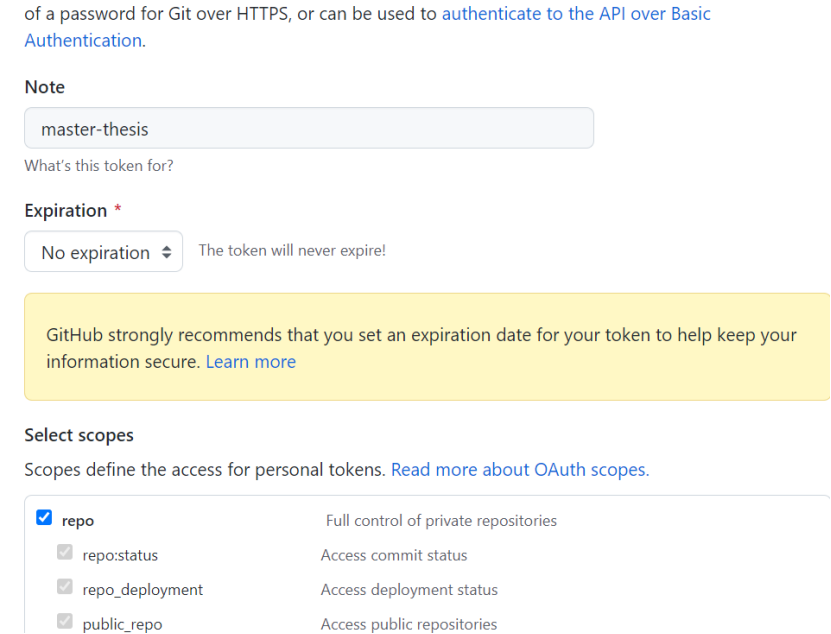 of a password for Git over HTTPS, or can be used to authenticate to the API over Basic
Authentication.
Note
master-thesis
What's this token for?
Expiration *
No expiration The token will never expire!
GitHub strongly recommends that you set an expiration date for your token to help keep your
information secure. Learn more
Select scopes
Scopes define the access for personal tokens. Read more about OAuth scopes.
repo Full control of private repositories
repo:status Access commit status
repo_deployment Access deployment status
public_repo Access public repositories